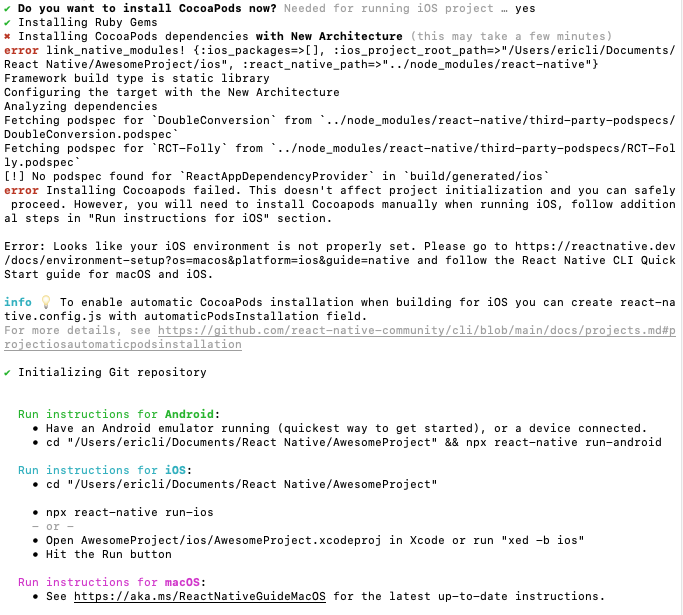 ✔ Do you want to install CocoaPods now? Needed for running iOS project … yes
✔ Installing Ruby Gems
✖ Installing CocoaPods dependencies with New Architecture (this may take a few minutes)
error link_native_modules! {:ios_packages=>[], :ios_project_root_path=>"/Users/ericli/Documents/
React Native/AwesomeProject/ios", :react_native_path=>"../node_modules/react-native"}
Framework build type is static library
Configuring the target with the New Architecture
Analyzing dependencies
Fetching podspec for `DoubleConversion` from `../node_modules/react-native/third-party-podspecs/
DoubleConversion.podspec`
Fetching podspec for `RCT-Folly` from `../node_modules/react-native/third-party-podspecs/RCT-Fol
ly.podspec`
[!] No podspec found for `ReactAppDependencyProvider` in `build/generated/ios`
error Installing Cocoapods failed. This doesn't affect project initialization and you can safely
 proceed. However, you will need to install Cocoapods manually when running iOS, follow addition
al steps in "Run instructions for iOS" section.

Error: Looks like your iOS environment is not properly set. Please go to https://reactnative.dev
/docs/environment-setup?os=macos&platform=ios&guide=native and follow the React Native CLI Quick
Start guide for macOS and iOS.

info 💡 To enable automatic CocoaPods installation when building for iOS you can create react-na
tive.config.js with automaticPodsInstallation field.
For more details, see https://github.com/react-native-community/cli/blob/main/docs/projects.md#p
rojectiosautomaticpodsinstallation

✔ Initializing Git repository

Run instructions for Android:
• Have an Android emulator running (quickest way to get started), or a device connected.
• cd "/Users/ericli/Documents/React Native/AwesomeProject" && npx react-native run-android

Run instructions for iOS:
• cd "/Users/ericli/Documents/React Native/AwesomeProject"

• npx react-native run-ios
– or –
• Open AwesomeProject/ios/AwesomeProject.xcodeproj in Xcode or run "xed -b ios"
• Hit the Run button

Run instructions for macOS:
• See https://aka.ms/ReactNativeGuideMacOS for the latest up-to-date instructions.